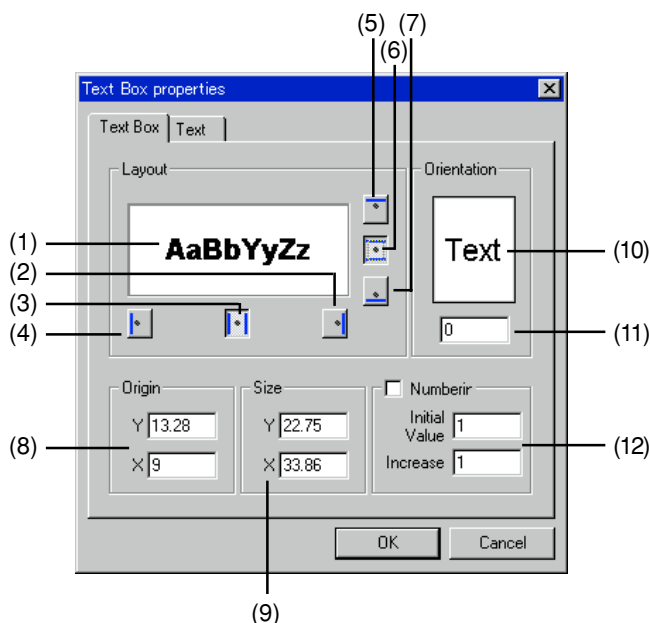 (5) (7)
(6)
Text Box properties
Text Box Text
Layout Orientation
(1) AaBbYyZz Text (10)
(2)
(3)
(4) 0 (11)
Origin Size Numberin
Y 13.28 Y 22.75 Initial Value 1
(8) (12)
X 9 X 33.86 Increase 1
OK Cancel
(9)